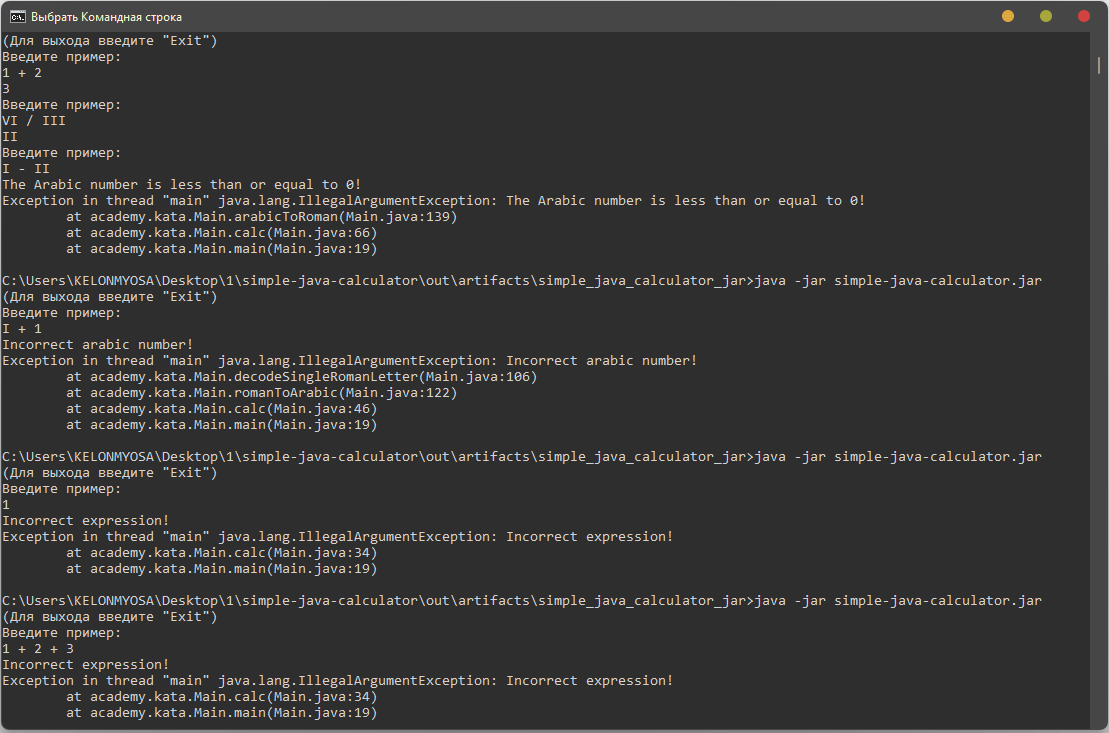 Выбрать Командная строка
(Для выхода введите "Exit")
Введите пример:
1 + 2
3
Введите пример:
VI / III
II
Введите пример:
I - II
The Arabic number is less than or equal to 0!
Exception in thread "main" java.lang.IllegalArgumentException: The Arabic number is less than or equal to 0!
        at academy.kata.Main.arabicToRoman(Main.java:139)
        at academy.kata.Main.calc(Main.java:66)
        at academy.kata.Main.main(Main.java:19)

C:\Users\KELONMYOSA\Desktop\1\simple-java-calculator\out\artifacts\simple_java_calculator_jar>java -jar simple-java-calculator.jar
(Для выхода введите "Exit")
Введите пример:
I + 1
Incorrect arabic number!
Exception in thread "main" java.lang.IllegalArgumentException: Incorrect arabic number!
        at academy.kata.Main.decodeSingleRomanLetter(Main.java:106)
        at academy.kata.Main.romanToArabic(Main.java:122)
        at academy.kata.Main.calc(Main.java:46)
        at academy.kata.Main.main(Main.java:19)

C:\Users\KELONMYOSA\Desktop\1\simple-java-calculator\out\artifacts\simple_java_calculator_jar>java -jar simple-java-calculator.jar
(Для выхода введите "Exit")
Введите пример:
1
Incorrect expression!
Exception in thread "main" java.lang.IllegalArgumentException: Incorrect expression!
        at academy.kata.Main.calc(Main.java:34)
        at academy.kata.Main.main(Main.java:19)

C:\Users\KELONMYOSA\Desktop\1\simple-java-calculator\out\artifacts\simple_java_calculator_jar>java -jar simple-java-calculator.jar
(Для выхода введите "Exit")
Введите пример:
1 + 2 + 3
Incorrect expression!
Exception in thread "main" java.lang.IllegalArgumentException: Incorrect expression!
        at academy.kata.Main.calc(Main.java:34)
        at academy.kata.Main.main(Main.java:19)